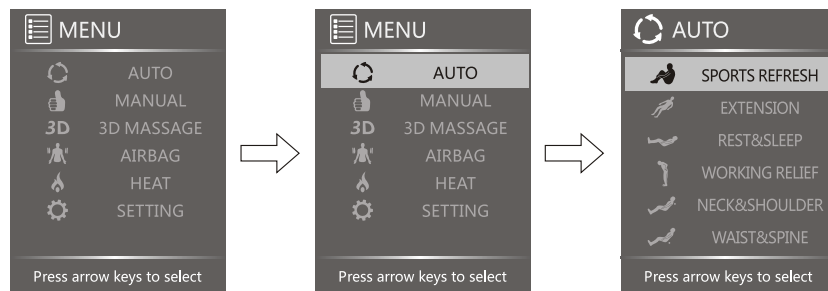 MENU
AUTO
MANUAL
3D 3D MASSAGE
AIRBAG
HEAT
SETTING
Press arrow keys to select
MENU
AUTO
MANUAL
3D 3D MASSAGE
AIRBAG
HEAT
SETTING
Press arrow keys to select
AUTO
SPORTS REFRESH
EXTENSION
REST&SLEEP
WORKING RELIEF
NECK&SHOULDER
WAIST&SPINE
Press arrow keys to select